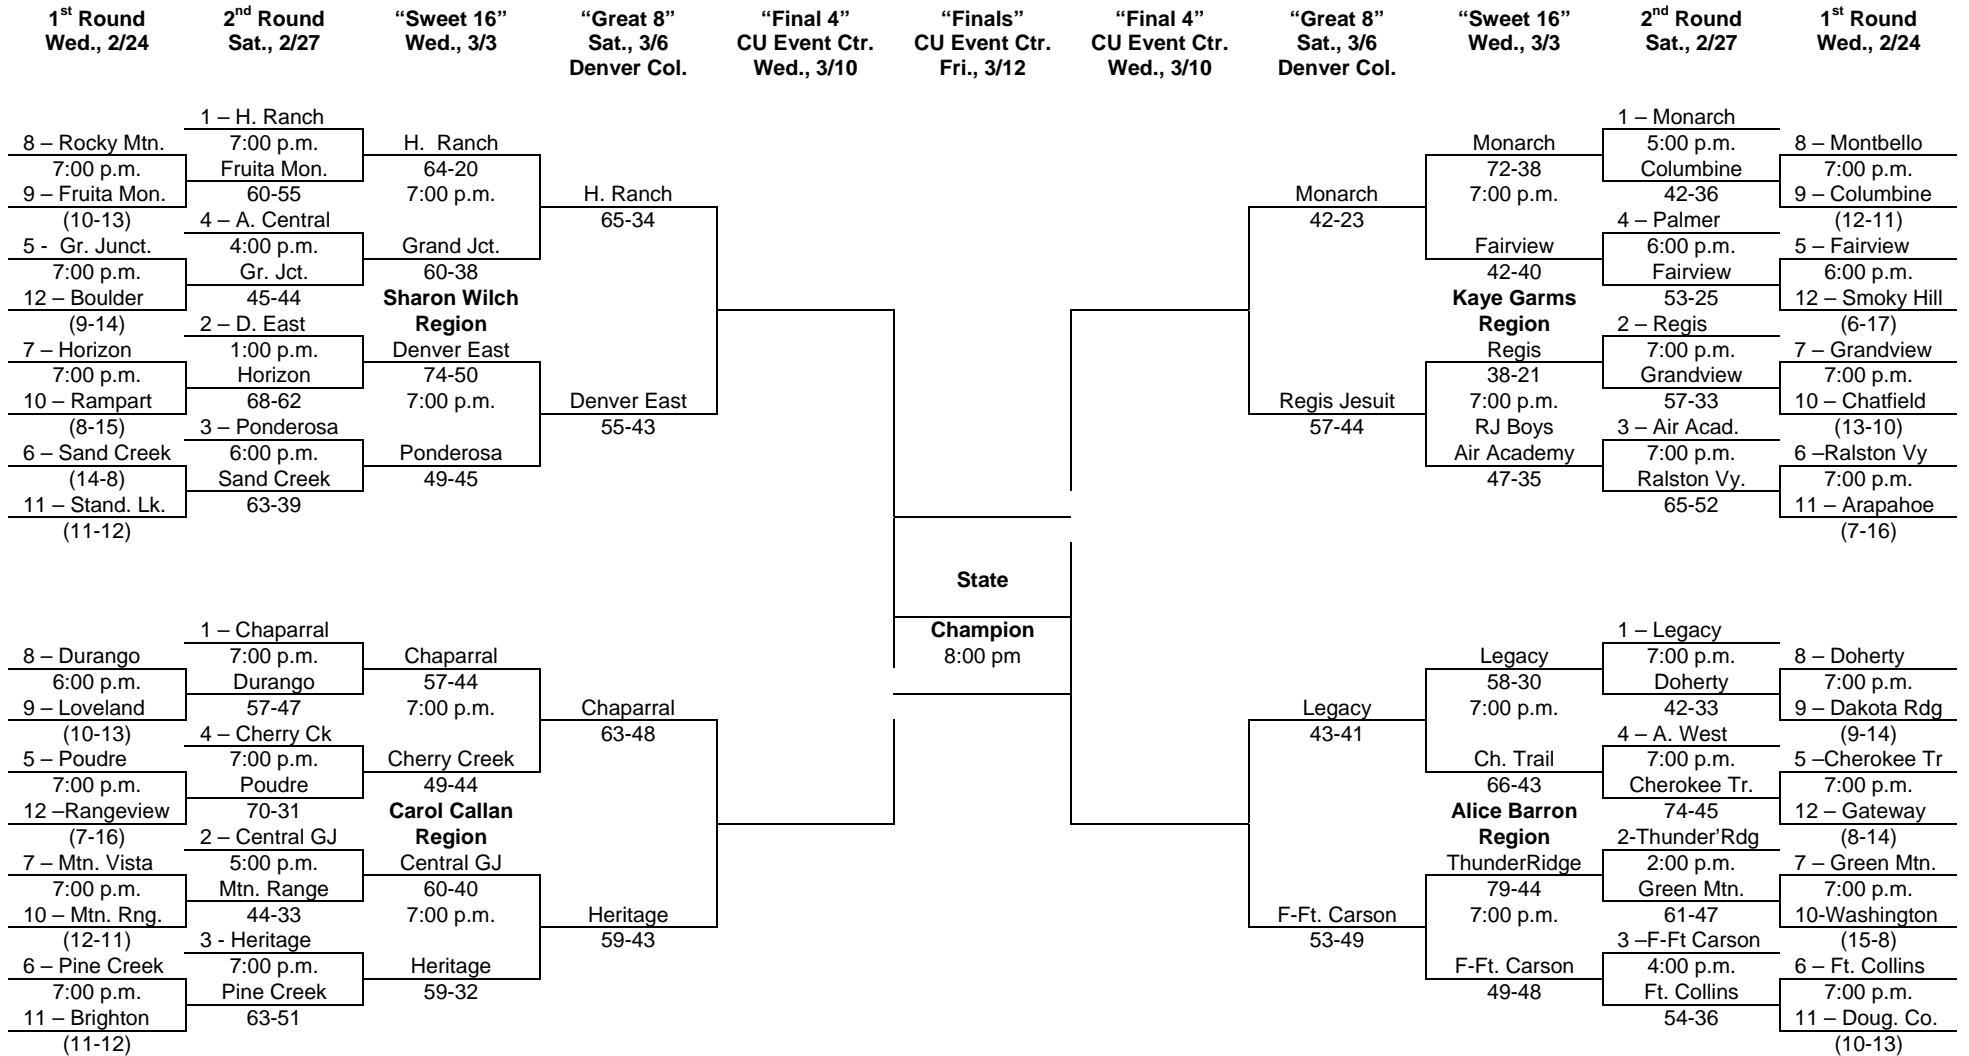 1st Round
Wed., 2/24
2nd Round
Sat., 2/27
“Sweet 16”
Wed., 3/3
“Great 8”
Sat., 3/6
Denver Col.
“Final 4”
CU Event Ctr.
Wed., 3/10
“Finals”
CU Event Ctr.
Fri., 3/12
“Final 4”
CU Event Ctr.
Wed., 3/10
“Great 8”
Sat., 3/6
Denver Col.
“Sweet 16”
Wed., 3/3
2nd Round
Sat., 2/27
1st Round
Wed., 2/24
8 – Rocky Mtn.
7:00 p.m.
9 – Fruita Mon.
(10-13)
5 - Gr. Junct.
7:00 p.m.
12 – Boulder
(9-14)
7 – Horizon
7:00 p.m.
10 – Rampart
(8-15)
6 – Sand Creek
(14-8)
11 – Stand. Lk.
(11-12)
1 – H. Ranch
7:00 p.m.
Fruita Mon.
60-55
4 – A. Central
4:00 p.m.
Gr. Jct.
45-44
2 – D. East
1:00 p.m.
Horizon
68-62
3 – Ponderosa
6:00 p.m.
Sand Creek
63-39
H. Ranch
64-20
7:00 p.m.
Grand Jct.
60-38
Sharon Wilch
Region
Denver East
74-50
7:00 p.m.
Ponderosa
49-45
H. Ranch
65-34
Denver East
55-43
8 – Durango
6:00 p.m.
9 – Loveland
(10-13)
5 – Poudre
7:00 p.m.
12 –Rangeview
(7-16)
7 – Mtn. Vista
7:00 p.m.
10 – Mtn. Rng.
(12-11)
6 – Pine Creek
7:00 p.m.
11 – Brighton
(11-12)
1 – Chaparral
7:00 p.m.
Durango
57-47
4 – Cherry Ck
7:00 p.m.
Poudre
70-31
2 – Central GJ
5:00 p.m.
Mtn. Range
44-33
3 - Heritage
7:00 p.m.
Pine Creek
63-51
Chaparral
57-44
7:00 p.m.
Cherry Creek
49-44
Carol Callan
Region
Central GJ
60-40
7:00 p.m.
Heritage
59-32
Chaparral
63-48
Heritage
59-43
State
Champion
8:00 pm
Monarch
42-23
Regis Jesuit
57-44
Monarch
72-38
7:00 p.m.
Fairview
42-40
Kaye Garms
Region
Regis
38-21
7:00 p.m.
RJ Boys
Air Academy
47-35
1 – Monarch
5:00 p.m.
Columbine
42-36
4 – Palmer
6:00 p.m.
Fairview
53-25
2 – Regis
7:00 p.m.
Grandview
57-33
3 – Air Acad.
7:00 p.m.
Ralston Vy.
65-52
8 – Montbello
7:00 p.m.
9 – Columbine
(12-11)
5 – Fairview
6:00 p.m.
12 – Smoky Hill
(6-17)
7 – Grandview
7:00 p.m.
10 – Chatfield
(13-10)
6 –Ralston Vy
7:00 p.m.
11 – Arapahoe
(7-16)
Legacy
43-41
F-Ft. Carson
53-49
Legacy
58-30
7:00 p.m.
Ch. Trail
66-43
Alice Barron
Region
ThunderRidge
79-44
7:00 p.m.
F-Ft. Carson
49-48
1 – Legacy
7:00 p.m.
Doherty
42-33
4 – A. West
7:00 p.m.
Cherokee Tr.
74-45
2-Thunder'Rdg
2:00 p.m.
Green Mtn.
61-47
3 –F-Ft Carson
4:00 p.m.
Ft. Collins
54-36
8 – Doherty
7:00 p.m.
9 – Dakota Rdg
(9-14)
5 –Cherokee Tr
7:00 p.m.
12 – Gateway
(8-14)
7 – Green Mtn.
7:00 p.m.
10-Washington
(15-8)
6 – Ft. Collins
7:00 p.m.
11 – Doug. Co.
(10-13)